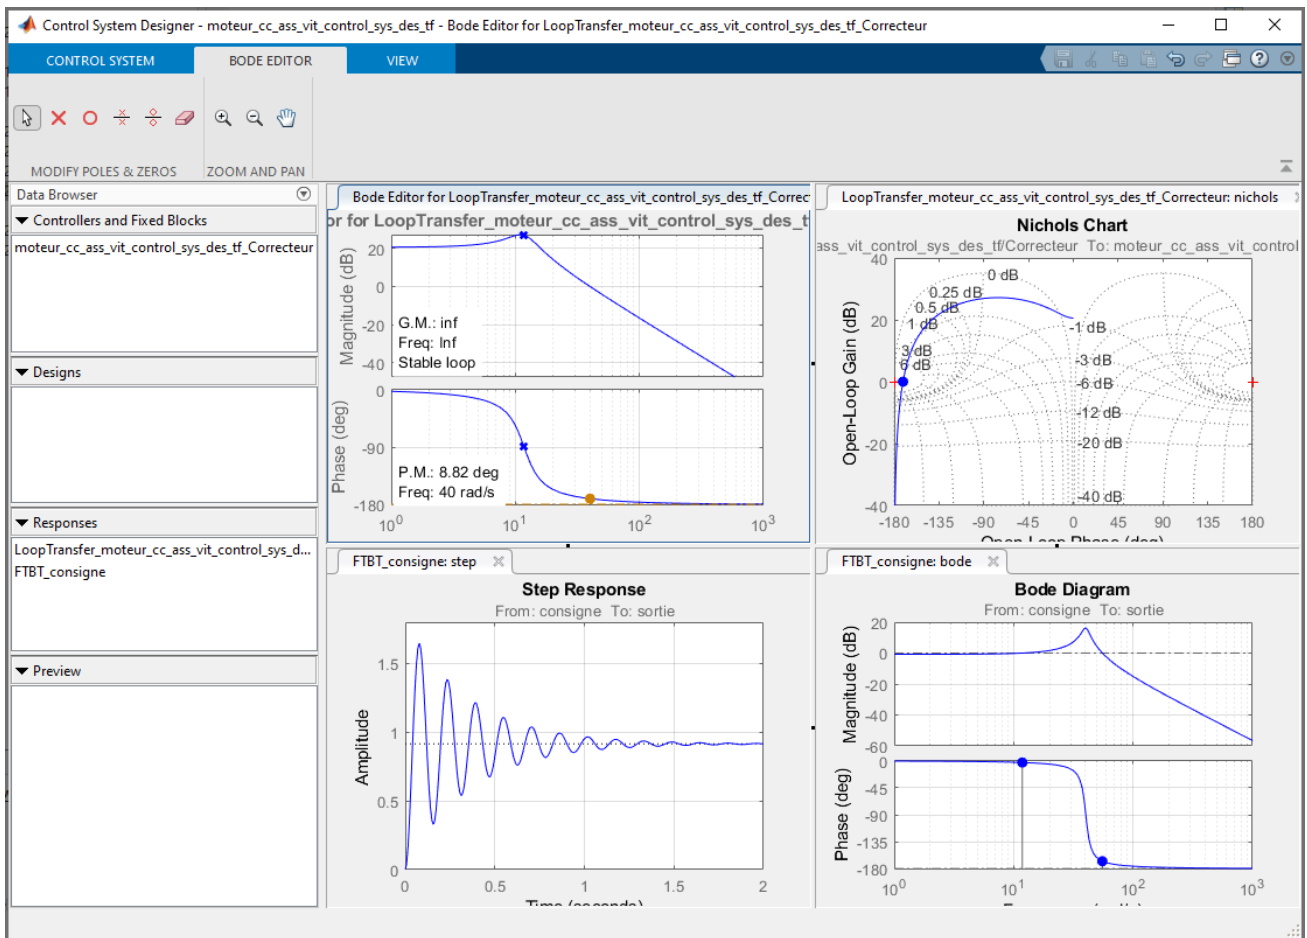 Control System Designer - moteur_cc_ass_vit_control_sys_des_tf - Bode Editor for LoopTransfer_moteur_cc_ass_vit_control_sys_des_tf_Correcteur
CONTROL SYSTEM
BODE EDITOR
VIEW
MODIFY POLES & ZEROS
ZOOM AND PAN
Data Browser
Controllers and Fixed Blocks
moteur_cc_ass_vit_control_sys_des_tf_Correcteur
Designs
Responses
LoopTransfer_moteur_cc_ass_vit_control_sys_d...
FTBT_consigne
Preview
Bode Editor for LoopTransfer_moteur_cc_ass_vit_control_sys_des_tf_Correc
or for LoopTransfer_moteur_cc_ass_vit_control_sys_des_t
Magnitude (dB)
20
0
-20
-40
G.M.: inf
Freq: Inf
Stable loop
Phase (deg)
0
-90
-180
P.M.: 8.82 deg
Freq: 40 rad/s
10^0
10^1
10^2
10^3
LoopTransfer_moteur_cc_ass_vit_control_sys_des_tf_Correcteur: nichols
Nichols Chart
ass_vit_control_sys_des_tf/Correcteur To: moteur_cc_ass_vit_control
Open-Loop Gain (dB)
40
20
0
-20
-40
0 dB
0.25 dB
0.5 dB
1 dB
3 dB
6 dB
-1 dB
-3 dB
-6 dB
-12 dB
-20 dB
-40 dB
-180 -135 -90 -45 0 45 90 135 180
Open-Loop Phase (deg)
FTBT_consigne: step
Step Response
From: consigne To: sortie
Amplitude
1.5
1
0.5
0
0 0.5 1 1.5 2
Time (seconds)
FTBT_consigne: bode
Bode Diagram
From: consigne To: sortie
Magnitude (dB)
20
0
-20
-40
-60
Phase (deg)
0
-45
-90
-135
-180
10^0
10^1
10^2
10^3